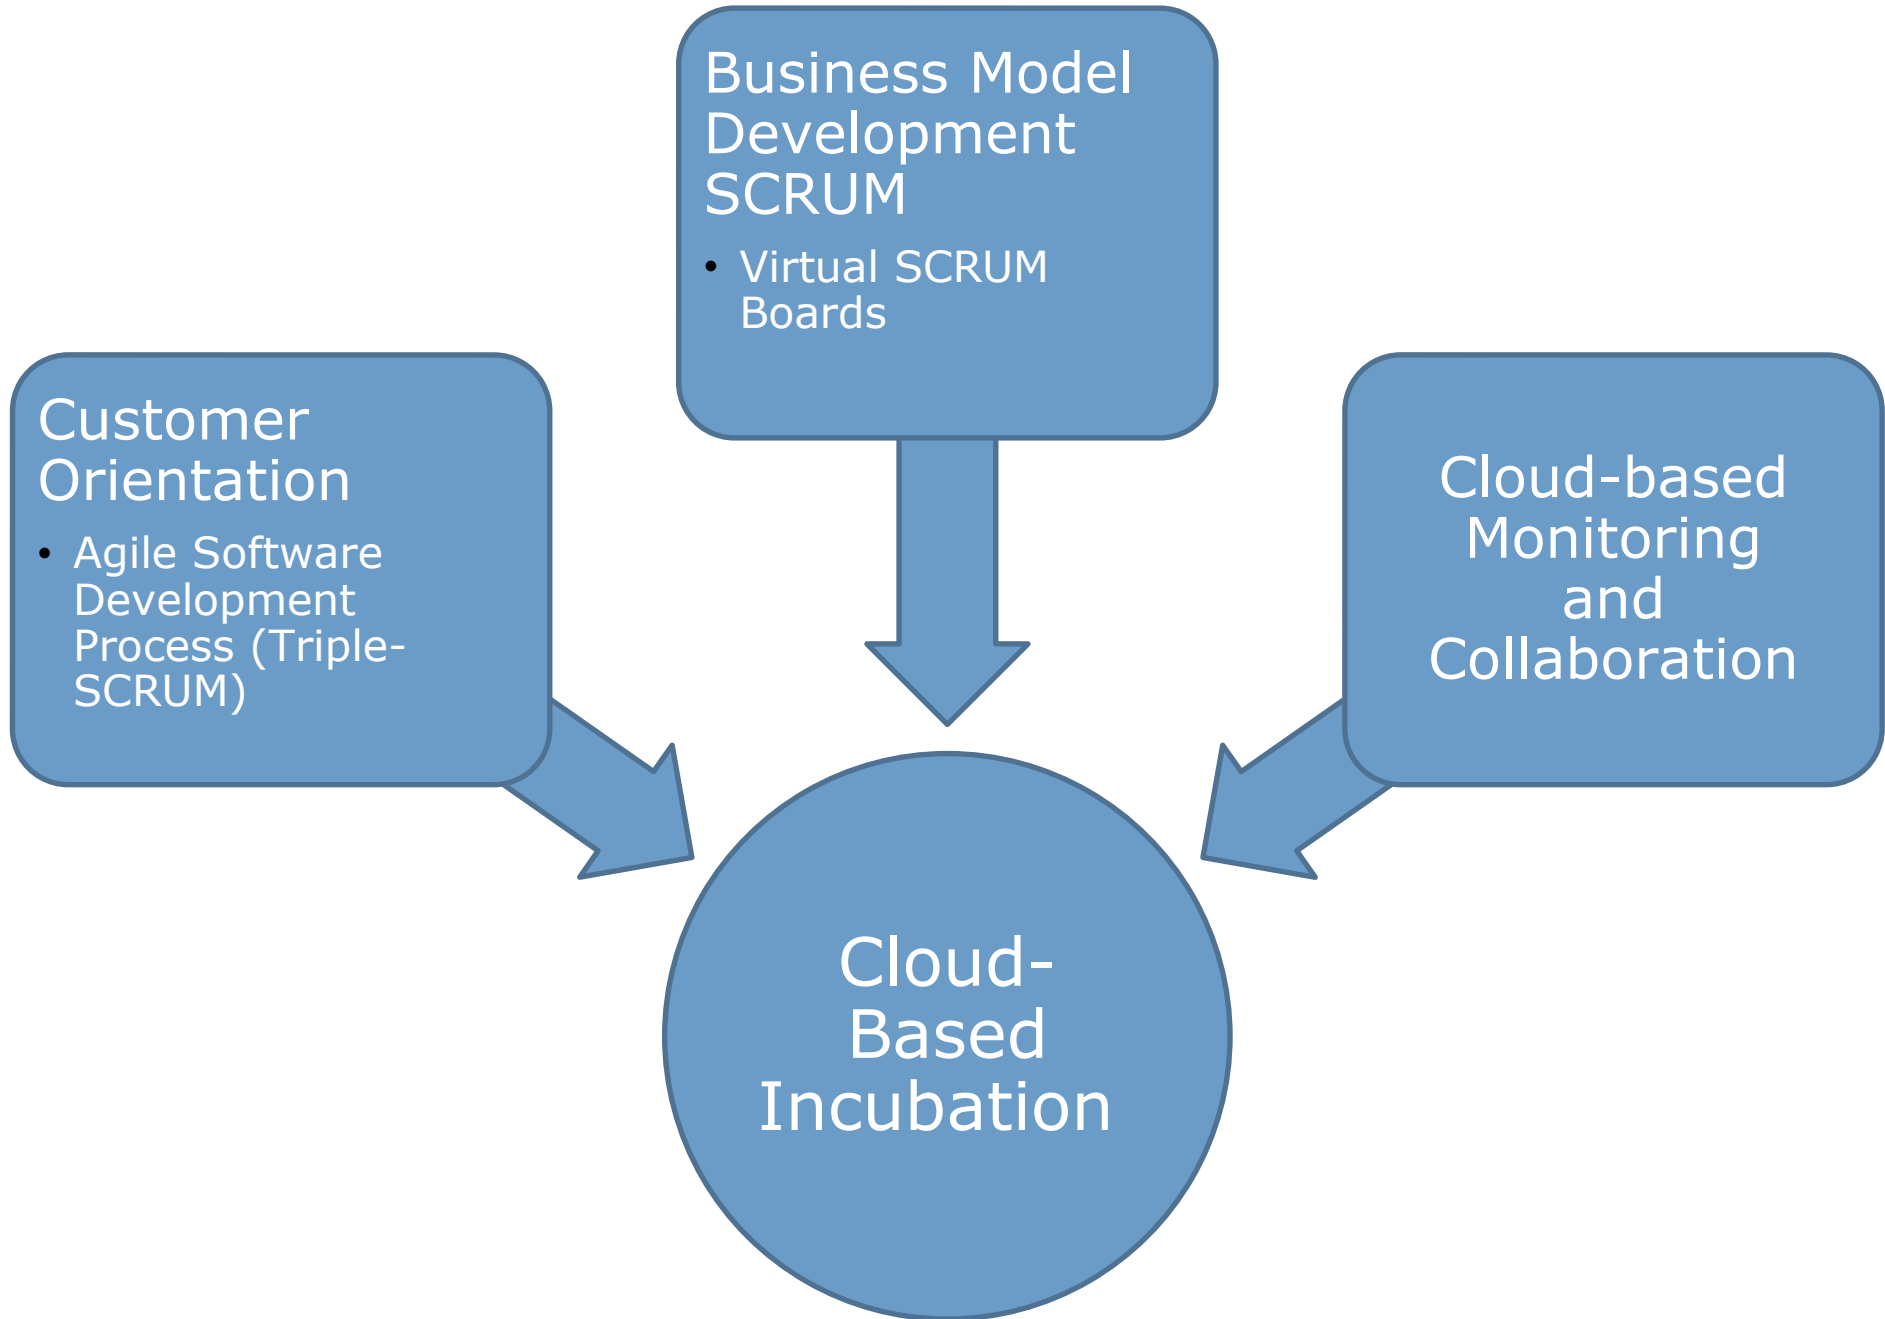 Business Model
Development
SCRUM
• Virtual SCRUM
Boards
Customer
Orientation
• Agile Software
Development
Process (Triple-
SCRUM)
Cloud-based
Monitoring
and
Collaboration
Cloud-
Based
Incubation